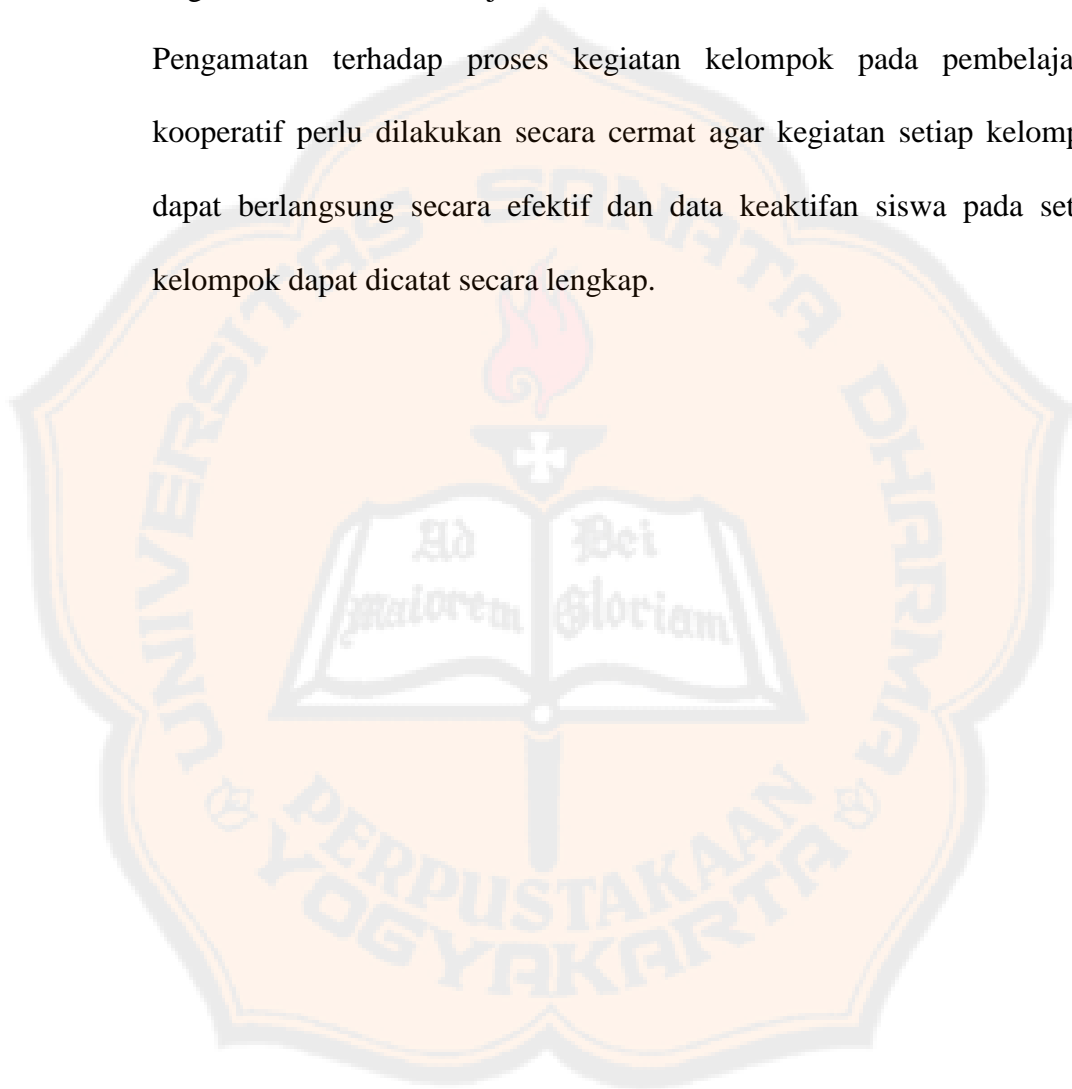 Pengamatan terhadap proses kegiatan kelompok pada pembelaja
kooperatif perlu dilakukan secara cermat agar kegiatan setiap kelomp
dapat berlangsung secara efektif dan data keaktifan siswa pada set
kelompok dapat dicatat secara lengkap.
UNIVERSITAS SANATA DHARMA
Ad Dei
Maiorem Gloriam
PERPUSTAKAAN
YOGYAKARTA